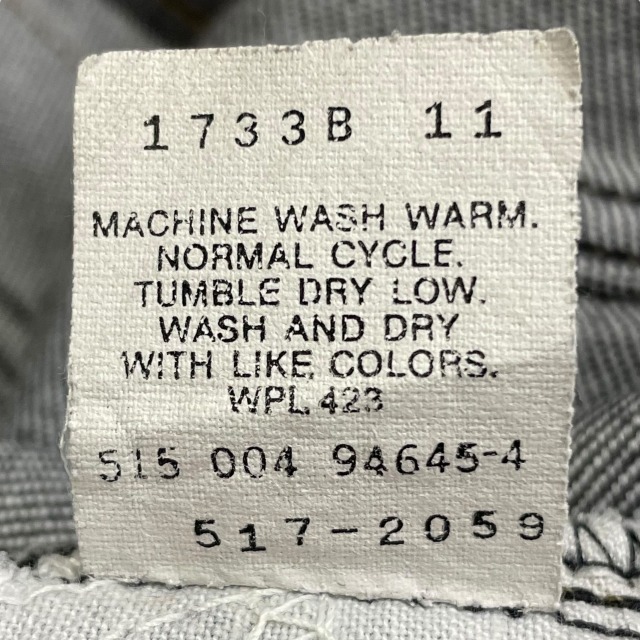 1733B 11
MACHINE WASH WARM.
NORMAL CYCLE.
TUMBLE DRY LOW.
WASH AND DRY
WITH LIKE COLORS.
WPL 423
515 004 94645-4
517-2059